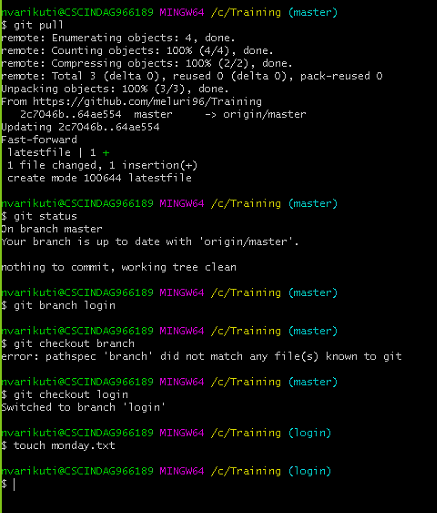 nvarikuti@CSCINDAG966189 MINGW64 /c/Training (master)
$ git pull
remote: Enumerating objects: 4, done.
remote: Counting objects: 100% (4/4), done.
remote: Compressing objects: 100% (2/2), done.
remote: Total 3 (delta 0), reused 0 (delta 0), pack-reused 0
Unpacking objects: 100% (3/3), done.
From https://github.com/meluri96/Training
   2c7046b..64ae554  master     -> origin/master
Updating 2c7046b..64ae554
Fast-forward
 latestfile | 1 +
 1 file changed, 1 insertion(+)
 create mode 100644 latestfile
nvarikuti@CSCINDAG966189 MINGW64 /c/Training (master)
$ git status
On branch master
Your branch is up to date with 'origin/master'.
nothing to commit, working tree clean
nvarikuti@CSCINDAG966189 MINGW64 /c/Training (master)
$ git branch login
nvarikuti@CSCINDAG966189 MINGW64 /c/Training (master)
$ git checkout branch
error: pathspec 'branch' did not match any file(s) known to git
nvarikuti@CSCINDAG966189 MINGW64 /c/Training (master)
$ git checkout login
Switched to branch 'login'
nvarikuti@CSCINDAG966189 MINGW64 /c/Training (login)
$ touch monday.txt
nvarikuti@CSCINDAG966189 MINGW64 /c/Training (login)
$